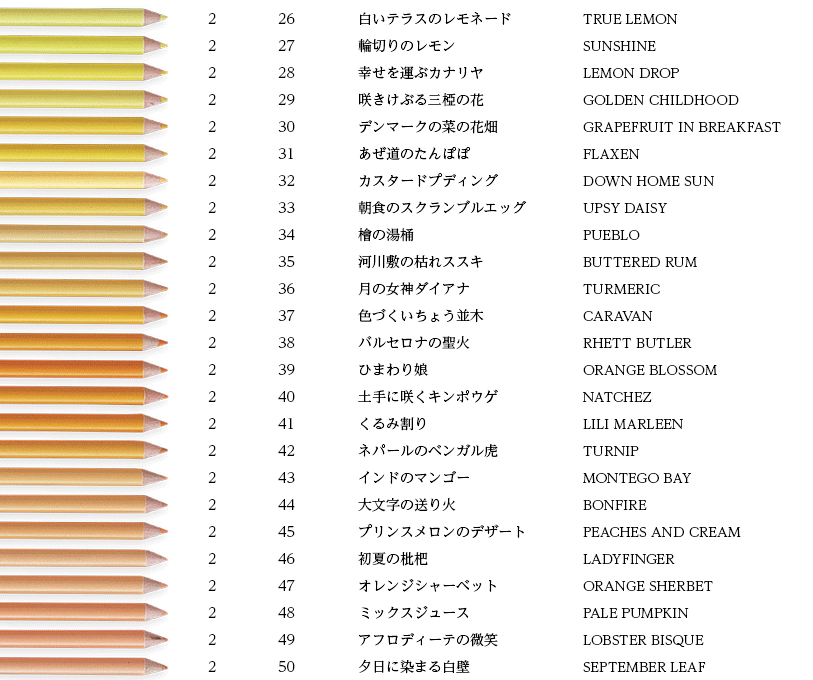 2 26 白いテラスのレモネード TRUE LEMON
2 27 輪切りのレモン SUNSHINE
2 28 幸せを運ぶカナリヤ LEMON DROP
2 29 咲きけぶる三椏の花 GOLDEN CHILDHOOD
2 30 デンマークの菜の花畑 GRAPEFRUIT IN BREAKFAST
2 31 あぜ道のたんぽぽ FLAXEN
2 32 カスタードプディング DOWN HOME SUN
2 33 朝食のスクランブルエッグ UPSY DAISY
2 34 檜の湯桶 PUEBLO
2 35 河川敷の枯れススキ BUTTERED RUM
2 36 月の女神ダイアナ TURMERIC
2 37 色づくいちょう並木 CARAVAN
2 38 バルセロナの聖火 RHETT BUTLER
2 39 ひまわり娘 ORANGE BLOSSOM
2 40 土手に咲くキンポウゲ NATCHEZ
2 41 くるみ割り LILI MARLEEN
2 42 ネパールのベンガル虎 TURNIP
2 43 インドのマンゴー MONTEGO BAY
2 44 大文字の送り火 BONFIRE
2 45 プリンスメロンのデザート PEACHES AND CREAM
2 46 初夏の枇杷 LADYFINGER
2 47 オレンジシャーベット ORANGE SHERBET
2 48 ミックスジュース PALE PUMPKIN
2 49 アフロディーテの微笑 LOBSTER BISQUE
2 50 夕日に染まる白壁 SEPTEMBER LEAF